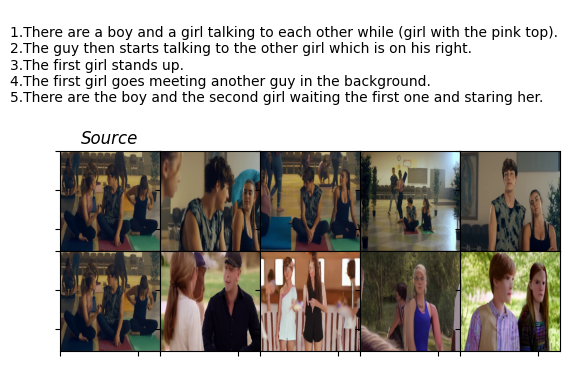 1.There are a boy and a girl talking to each other while (girl with the pink top).
2.The guy then starts talking to the other girl which is on his right.
3.The first girl stands up.
4.The first girl goes meeting another guy in the background.
5.There are the boy and the second girl waiting the first one and staring her.
Source